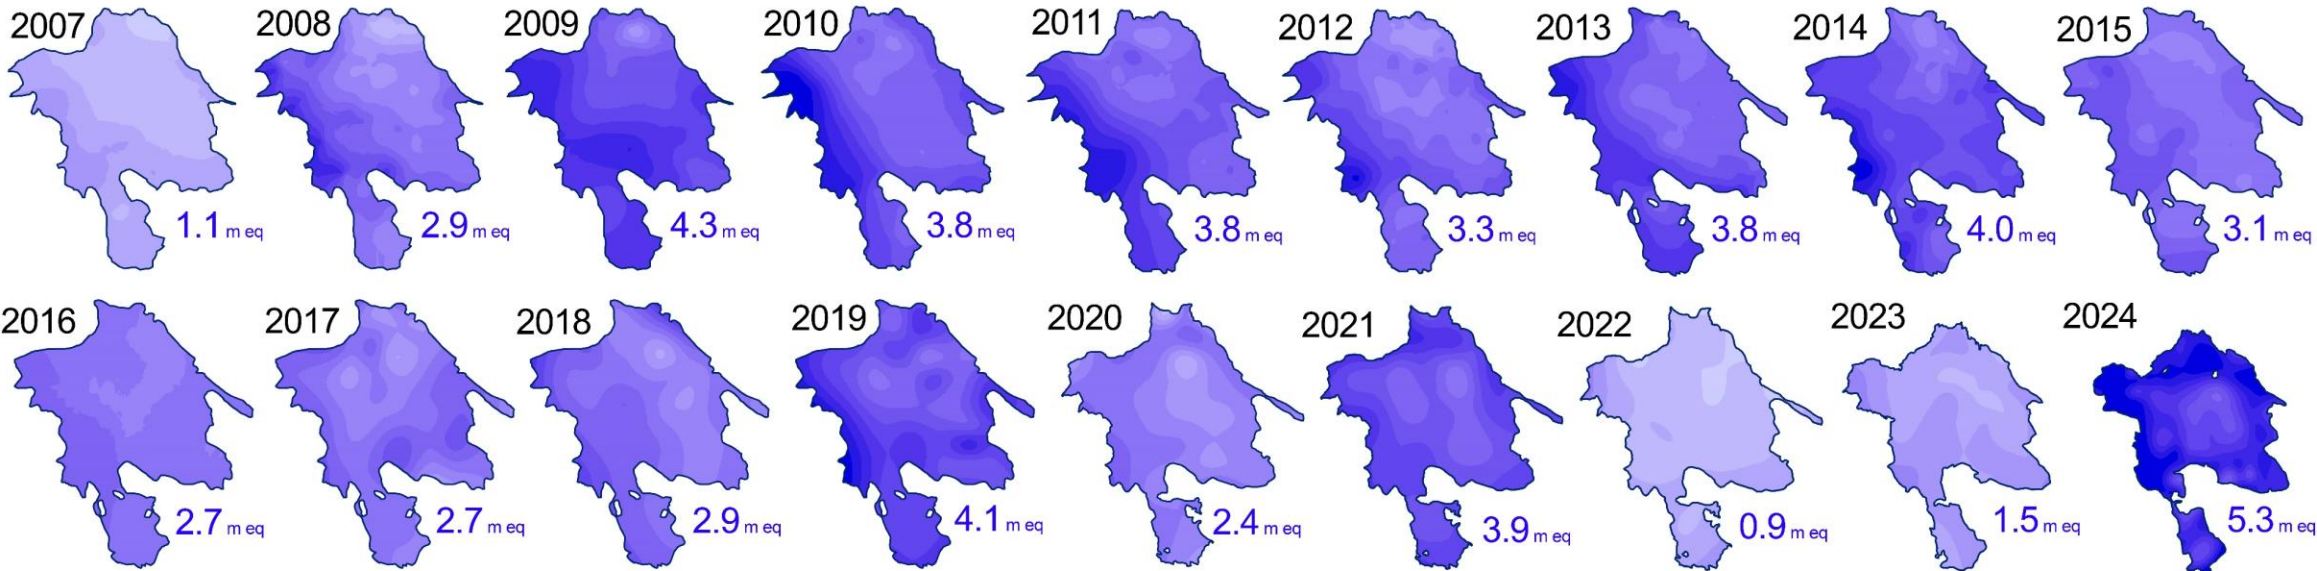 2007 2008 2009 2010 2011 2012 2013 2014 2015
1.1 m eq 2.9 m eq 4.3 m eq 3.8 m eq 3.8 m eq 3.3 m eq 3.8 m eq 4.0 m eq 3.1 m eq
2016 2017 2018 2019 2020 2021 2022 2023 2024
2.7 m eq 2.7 m eq 2.9 m eq 4.1 m eq 2.4 m eq 3.9 m eq 0.9 m eq 1.5 m eq 5.3 m eq